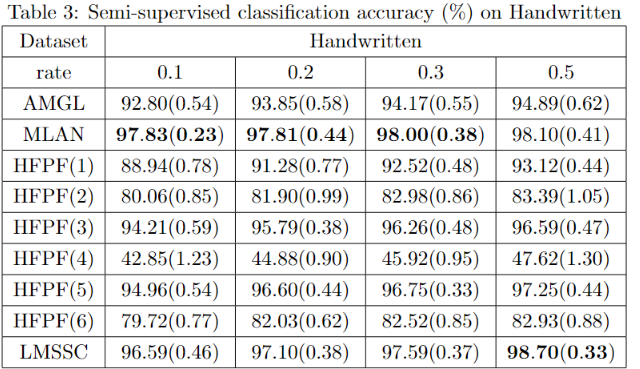 Table 3: Semi-supervised classification accuracy (%) on Handwritten
Dataset Handwritten
rate 0.1 0.2 0.3 0.5
AMGL 92.80(0.54) 93.85(0.58) 94.17(0.55) 94.89(0.62)
MLAN 97.83(0.23) 97.81(0.44) 98.00(0.38) 98.10(0.41)
HFPF(1) 88.94(0.78) 91.28(0.77) 92.52(0.48) 93.12(0.44)
HFPF(2) 80.06(0.85) 81.90(0.99) 82.98(0.86) 83.39(1.05)
HFPF(3) 94.21(0.59) 95.79(0.38) 96.26(0.48) 96.59(0.47)
HFPF(4) 42.85(1.23) 44.88(0.90) 45.92(0.95) 47.62(1.30)
HFPF(5) 94.96(0.54) 96.60(0.44) 96.75(0.33) 97.25(0.44)
HFPF(6) 79.72(0.77) 82.03(0.62) 82.52(0.85) 82.93(0.88)
LMSSC 96.59(0.46) 97.10(0.38) 97.59(0.37) 98.70(0.33)